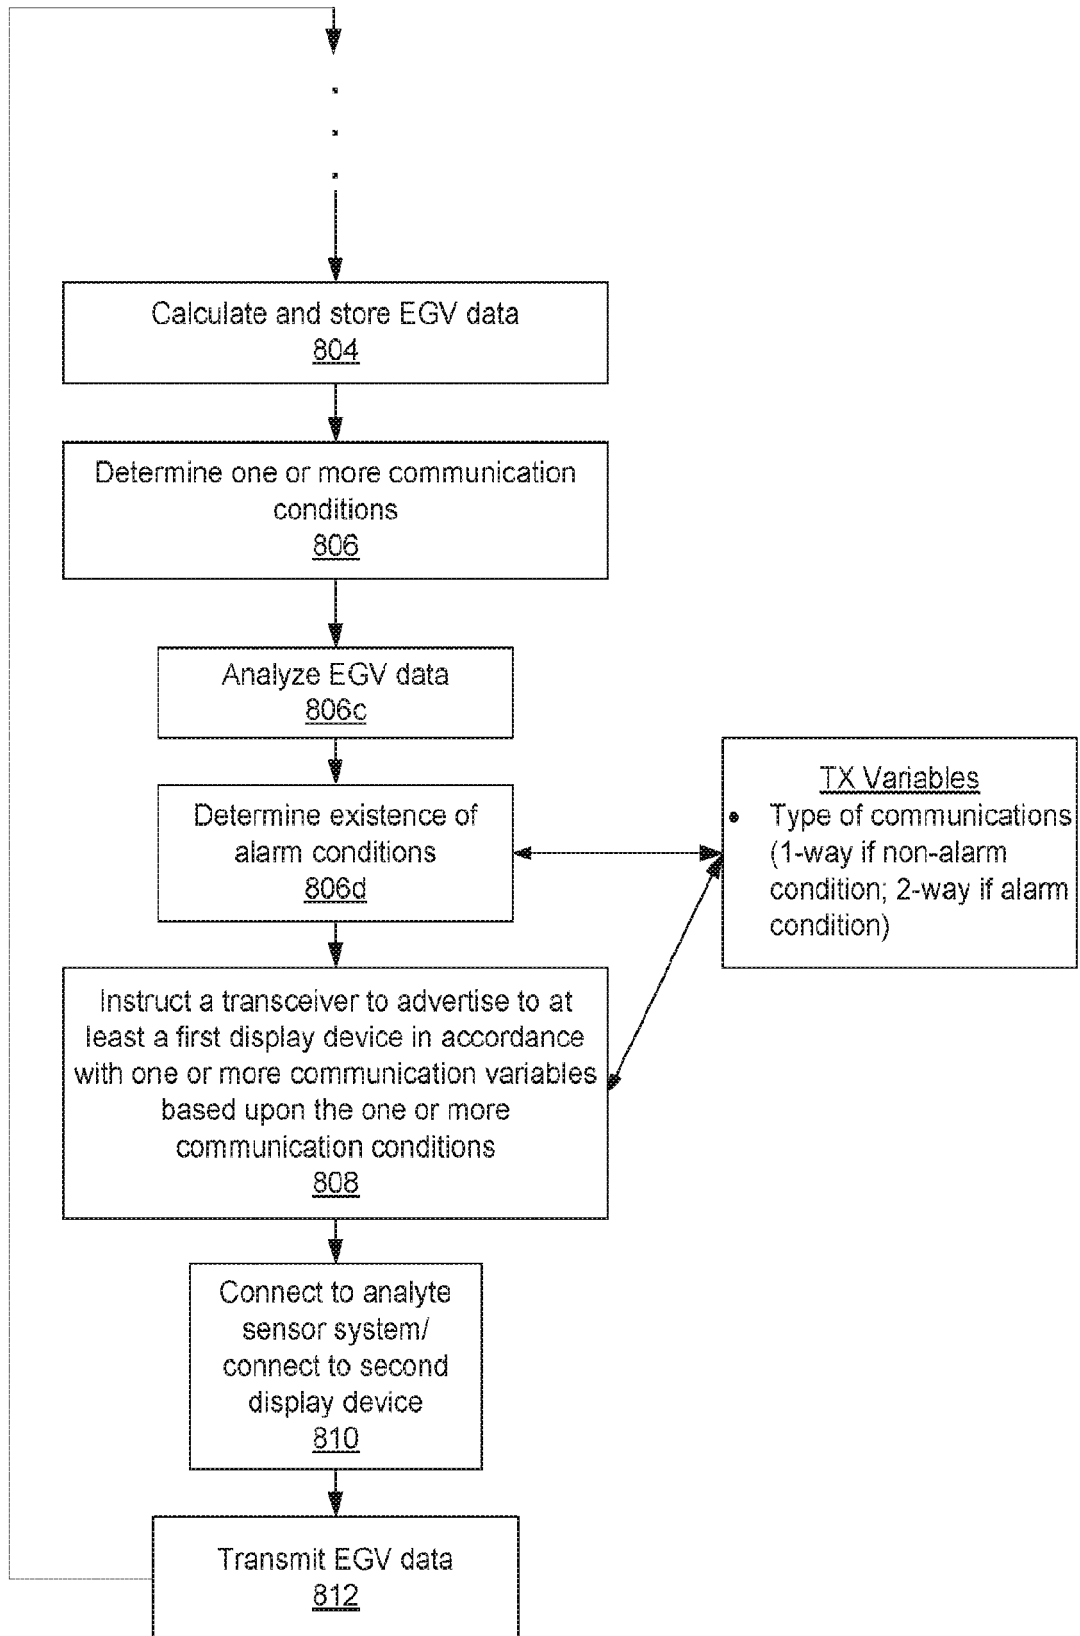 Calculate and store EGV data
804
Determine one or more communication
conditions
806
Analyze EGV data
806c
Determine existence of
alarm conditions
806d
TX Variables
• Type of communications
(1-way if non-alarm
condition; 2-way if alarm
condition)
Instruct a transceiver to advertise to at
least a first display device in accordance
with one or more communication variables
based upon the one or more
communication conditions
808
Connect to analyte
sensor system/
connect to second
display device
810
Transmit EGV data
812